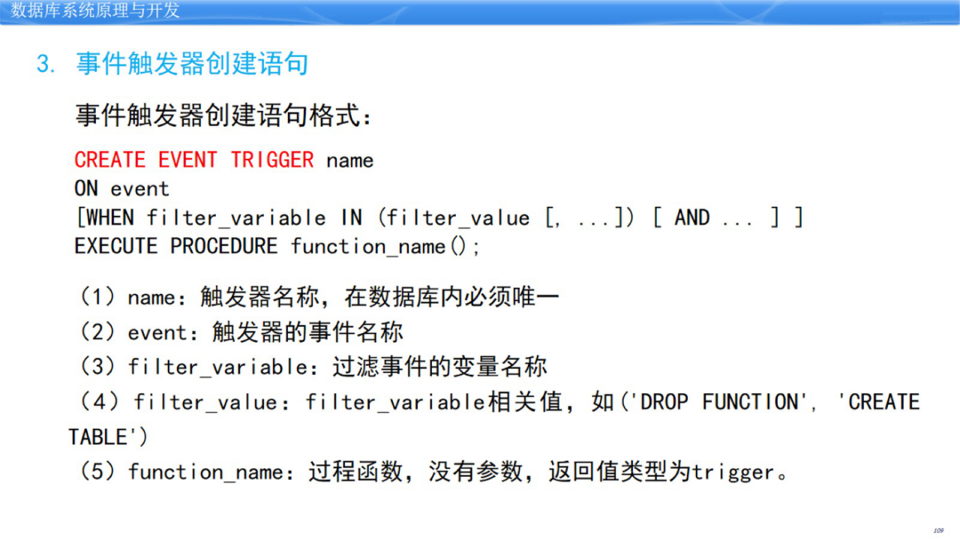 数据库系统原理与开发
3. 事件触发器创建语句
事件触发器创建语句格式：
CREATE EVENT TRIGGER name
ON event
[WHEN filter_variable IN (filter_value [, ...]) [ AND ... ] ]
EXECUTE PROCEDURE function_name();
（1）name：触发器名称，在数据库内必须唯一
（2）event：触发器的事件名称
（3）filter_variable：过滤事件的变量名称
（4）filter_value：filter_variable相关值，如('DROP FUNCTION', 'CREATE
TABLE')
（5）function_name：过程函数，没有参数，返回值类型为trigger。
109